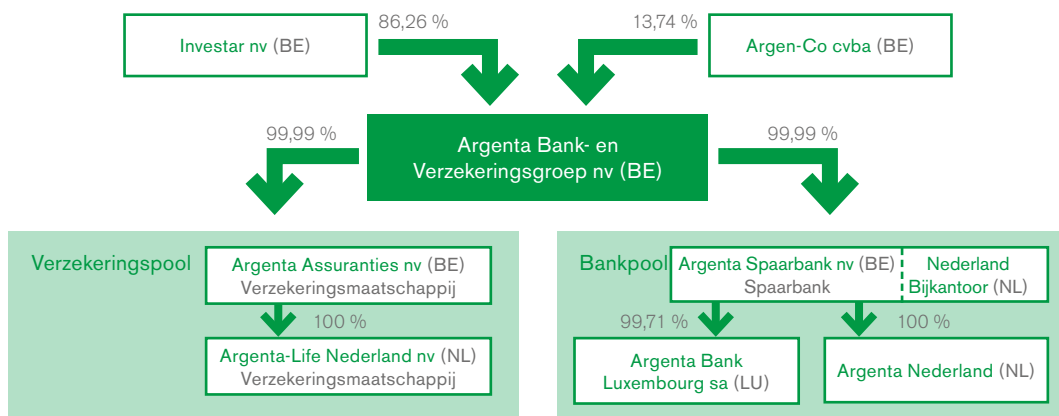 86,26 %
13,74 %
Investar nv (BE)
Argen-Co cvba (BE)
99,99 %
99,99 %
Argenta Bank- en
Verzekeringsgroep nv (BE)
Verzekeringspool
Argenta Assuranties nv (BE)
Verzekeringsmaatschappij
100 %
Argenta-Life Nederland nv (NL)
Verzekeringsmaatschappij
Bankpool
Argenta Spaarbank nv (BE)
Spaarbank
Nederland
Bijkantoor (NL)
99,71 %
100 %
Argenta Bank
Luxembourg sa (LU)
Argenta Nederland (NL)